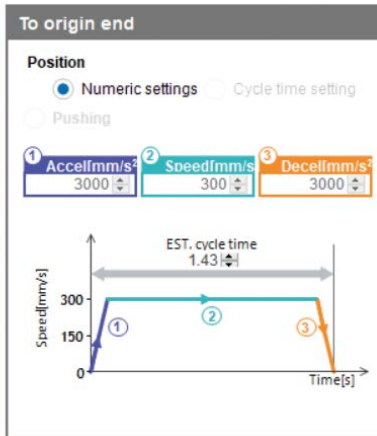 To origin end
Position
Numeric settings Cycle time setting
Pushing
1 Accel[mm/s² 2 Speed[mm/s 3 Decel[mm/s²
3000 300 3000
EST. cycle time
1.43
Speed[mm/s]
300
150
0
1 2 3
Time[s]